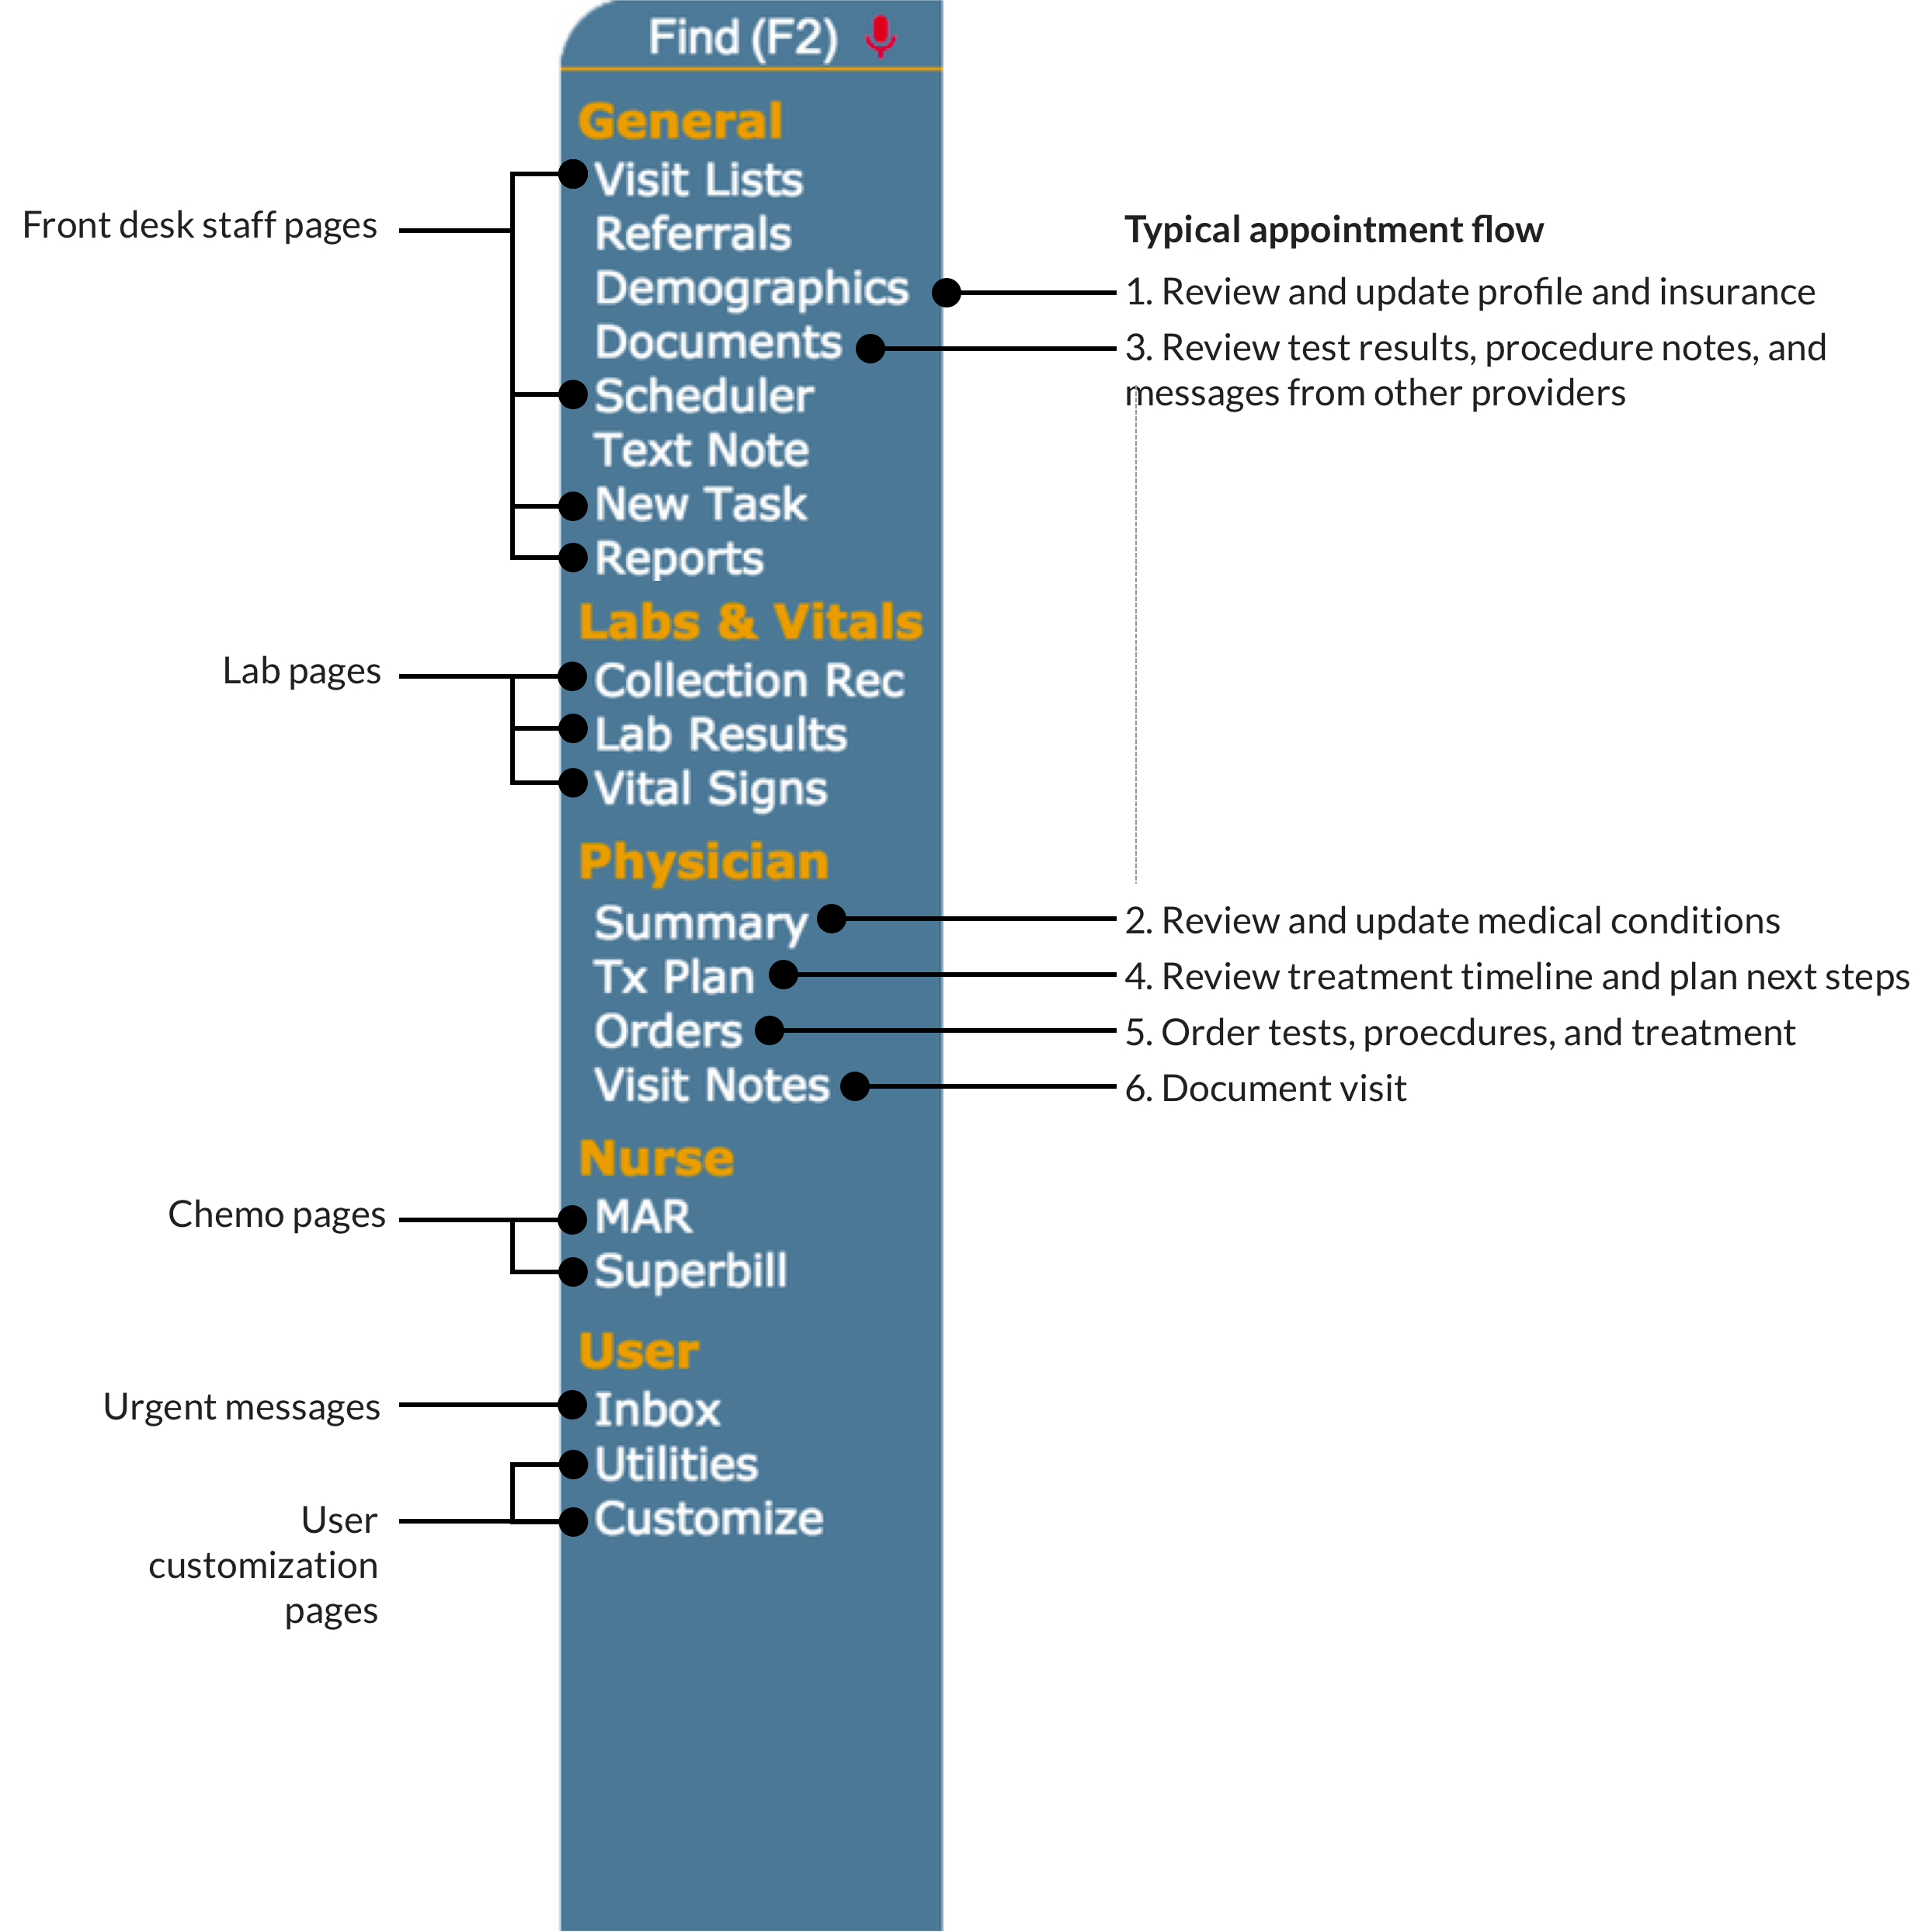 Find (F2)
General
Visit Lists
Referrals
Demographics
Documents
Scheduler
Text Note
New Task
Reports
Labs & Vitals
Collection Rec
Lab Results
Vital Signs
Physician
Summary
Tx Plan
Orders
Visit Notes
Nurse
MAR
Superbill
User
Inbox
Utilities
Customize
Front desk staff pages
Lab pages
Chemo pages
Urgent messages
User
customization
pages
Typical appointment flow
1. Review and update profile and insurance
3. Review test results, procedure notes, and
messages from other providers
2. Review and update medical conditions
4. Review treatment timeline and plan next steps
5. Order tests, proecdures, and treatment
6. Document visit